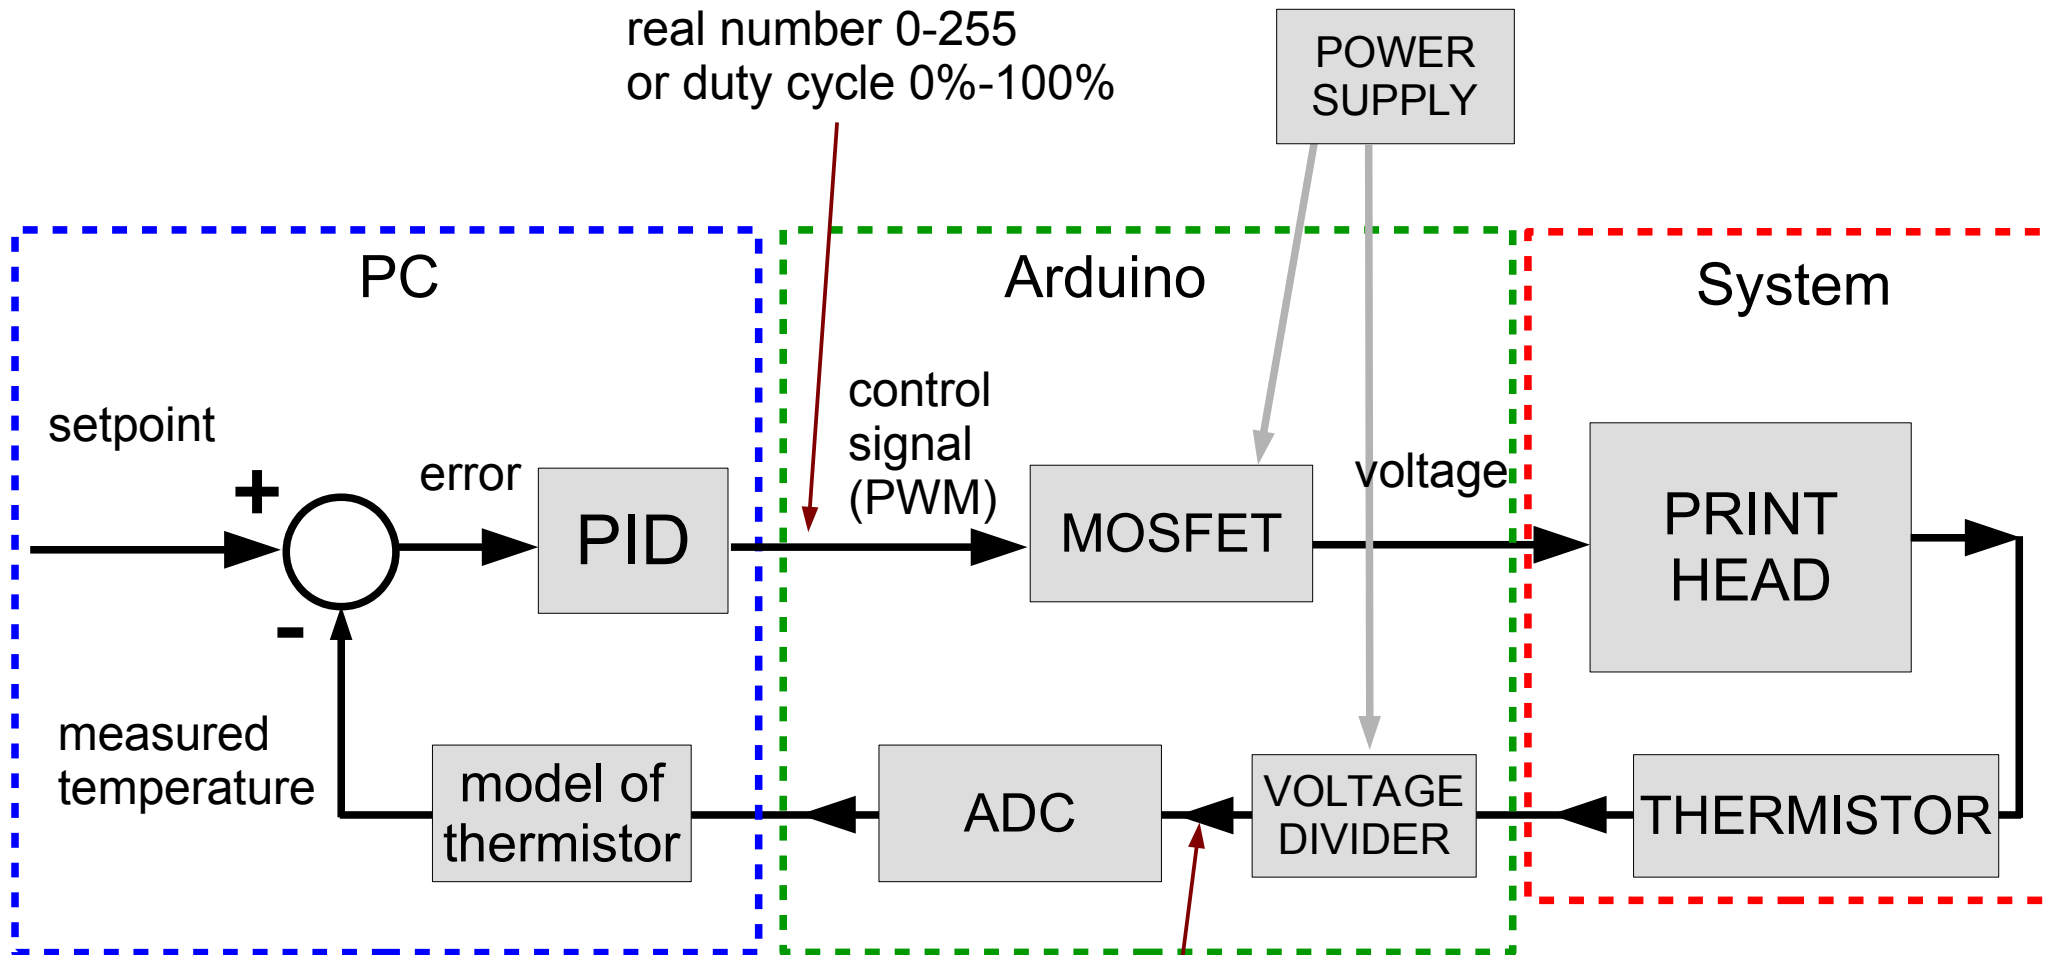 real number 0-255
or duty cycle 0%-100%
POWER
SUPPLY
PC
Arduino
System
setpoint
+
error
PID
control
signal
(PWM)
MOSFET
voltage
PRINT
HEAD
-
measured
temperature
model of
thermistor
ADC
VOLTAGE
DIVIDER
THERMISTOR